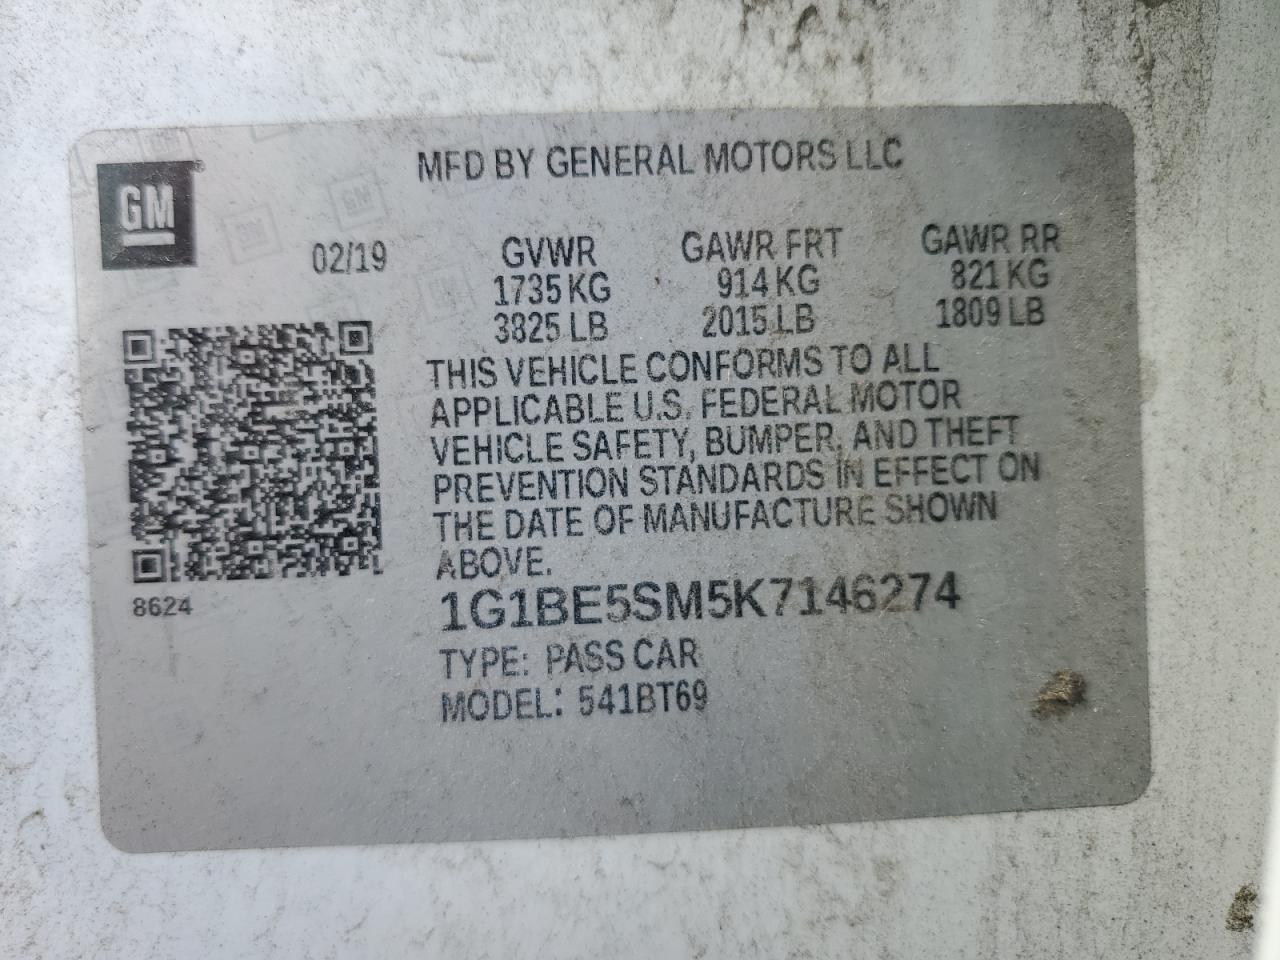 GM
MFD BY GENERAL MOTORS LLC
02/19
GVWR GAWR FRT GAWR RR
1735 KG 914 KG 821 KG
3825 LB 2015 LB 1809 LB
THIS VEHICLE CONFORMS TO ALL
APPLICABLE U.S. FEDERAL MOTOR
VEHICLE SAFETY, BUMPER, AND THEFT
PREVENTION STANDARDS IN EFFECT ON
THE DATE OF MANUFACTURE SHOWN
ABOVE.
8624
1G1BE5SM5K7146274
TYPE: PASS CAR
MODEL: 541BT69